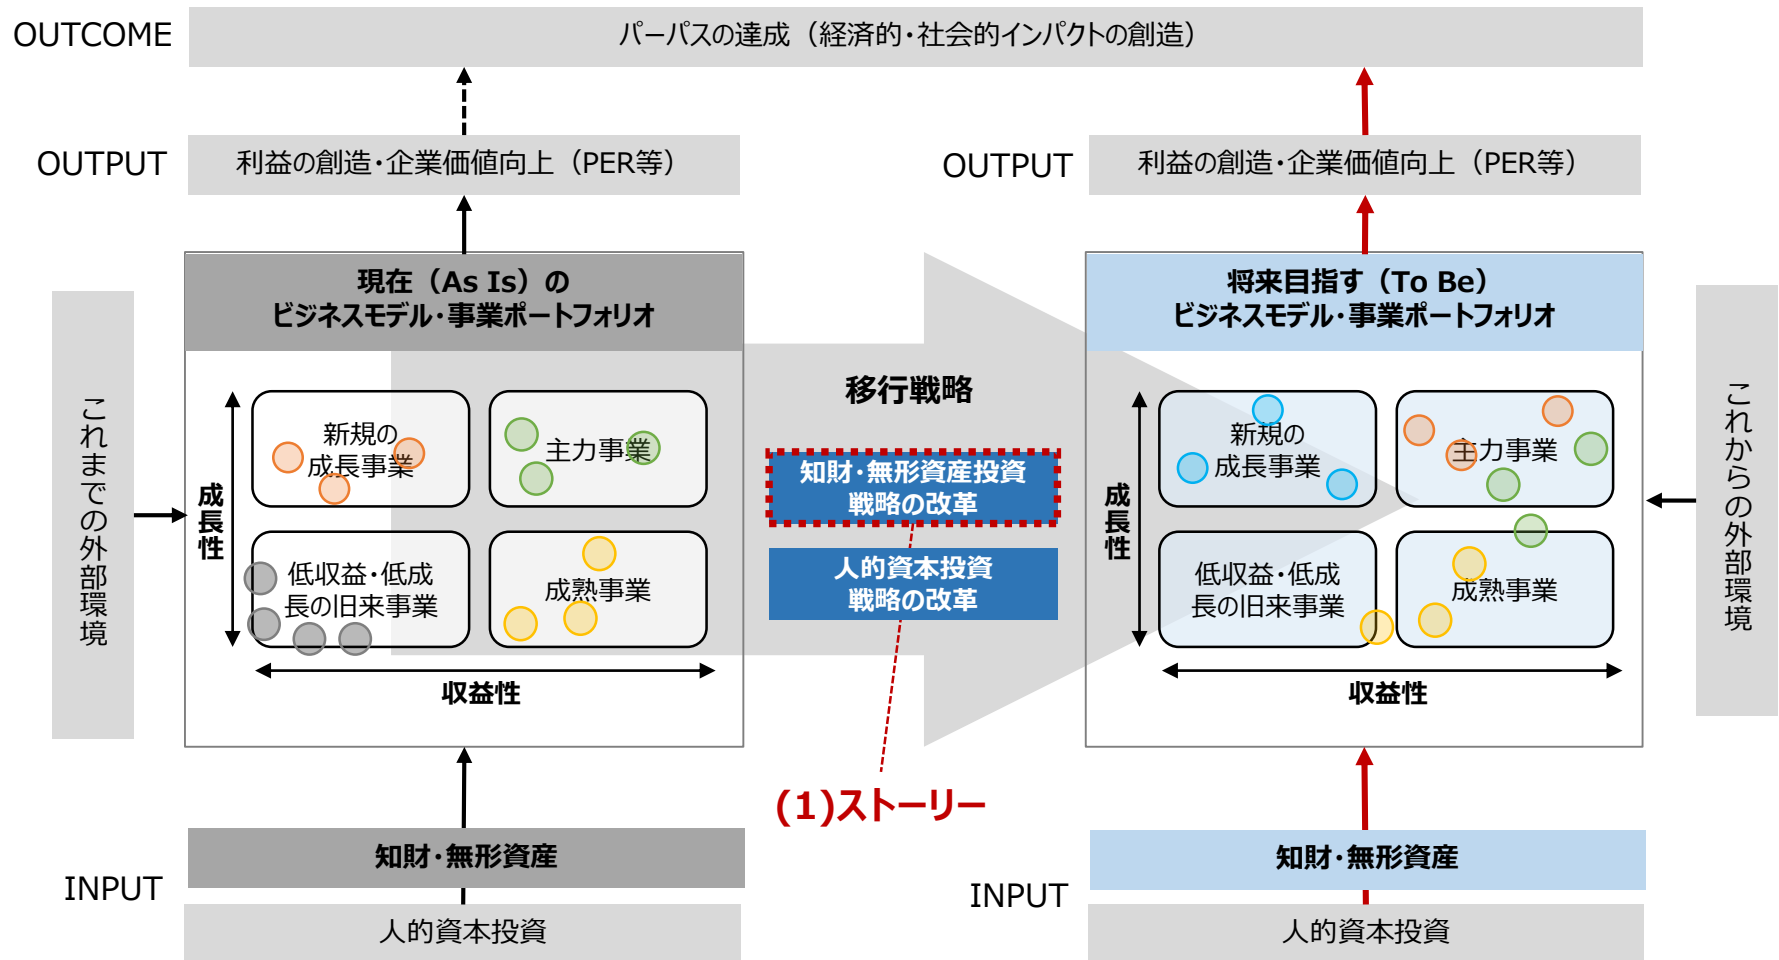 OUTCOME
パーパスの達成（経済的・社会的インパクトの創造）
OUTPUT
利益の創造・企業価値向上（PER等）
OUTPUT
利益の創造・企業価値向上（PER等）
これまでの外部環境
現在（As Is）の
ビジネスモデル・事業ポートフォリオ
成長性
新規の
成長事業
主力事業
低収益・低成
長の旧来事業
成熟事業
収益性
移行戦略
知財・無形資産投資
戦略の改革
人的資本投資
戦略の改革
(1)ストーリー
将来目指す（To Be）
ビジネスモデル・事業ポートフォリオ
成長性
新規の
成長事業
主力事業
低収益・低成
長の旧来事業
成熟事業
収益性
これからの外部環境
INPUT
知財・無形資産
人的資本投資
INPUT
知財・無形資産
人的資本投資